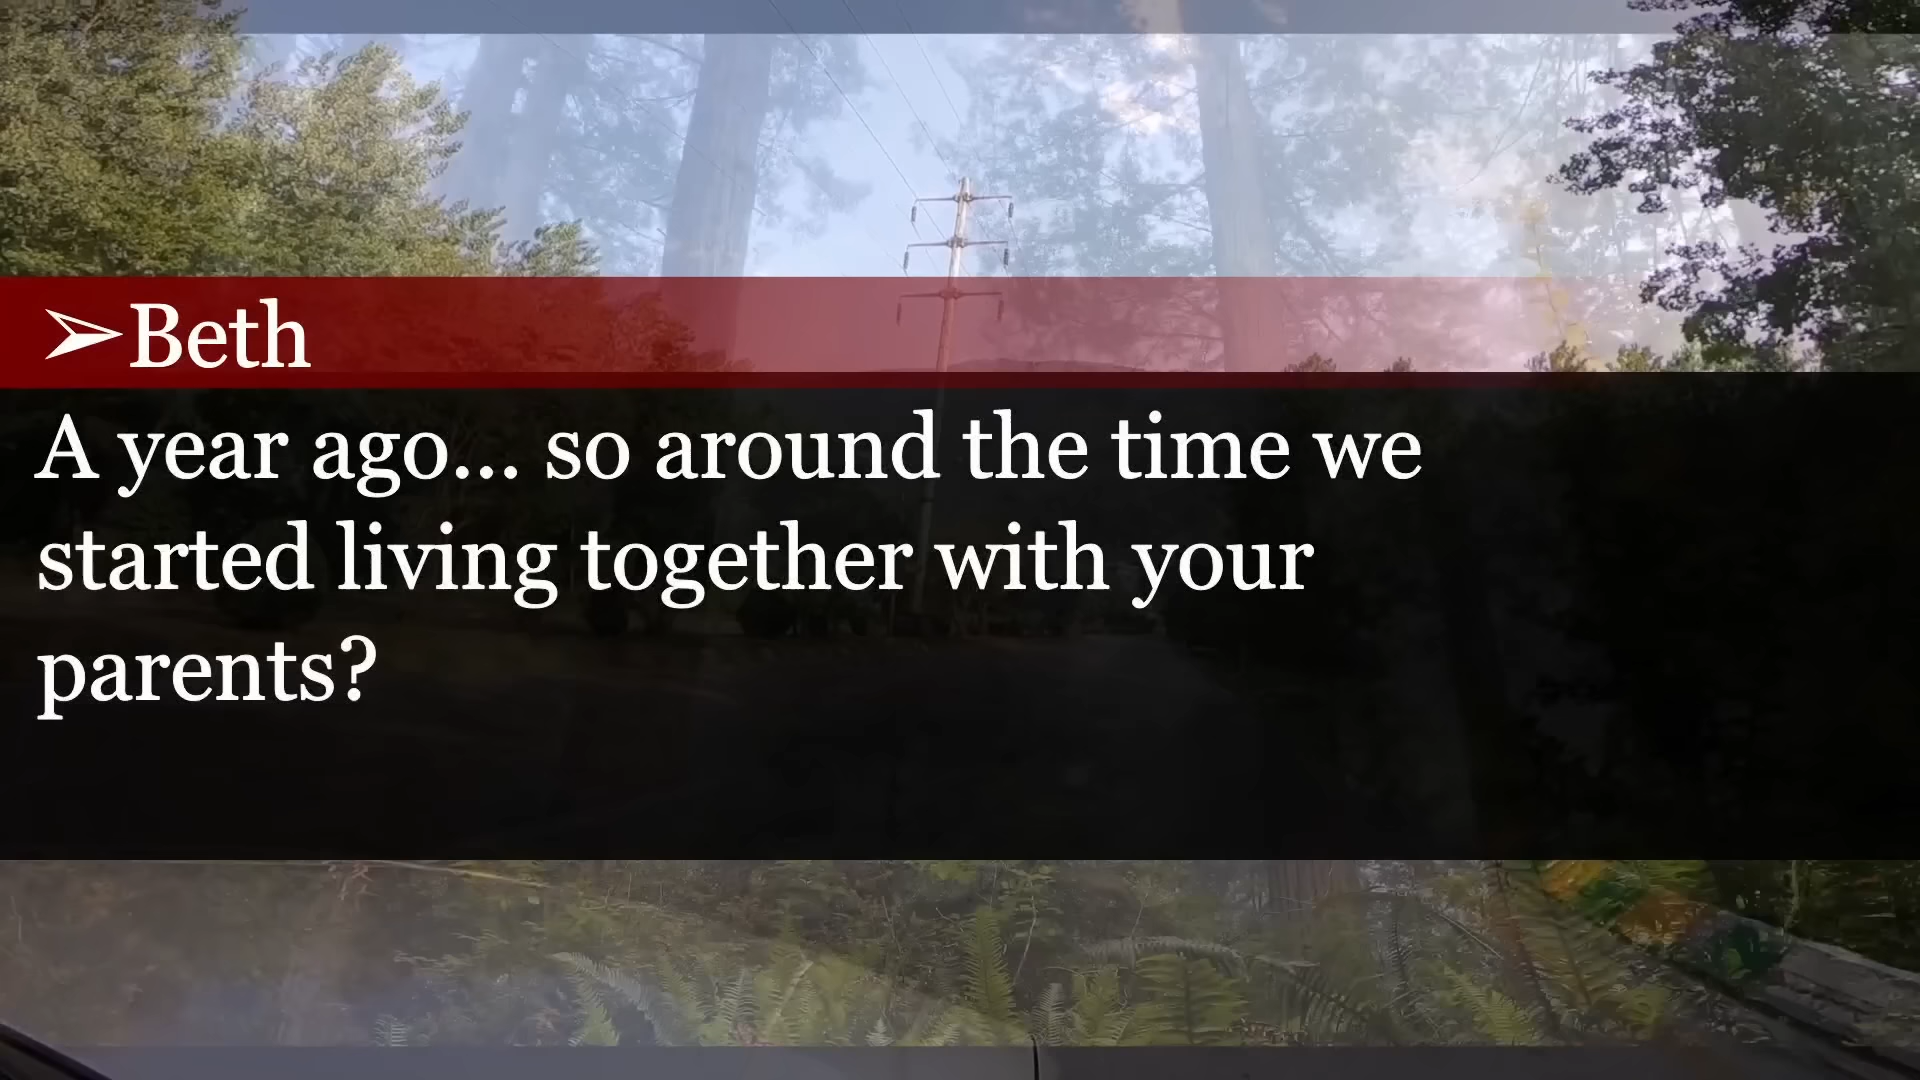 ➢Beth
A year ago... so around the time we
started living together with your
parents?